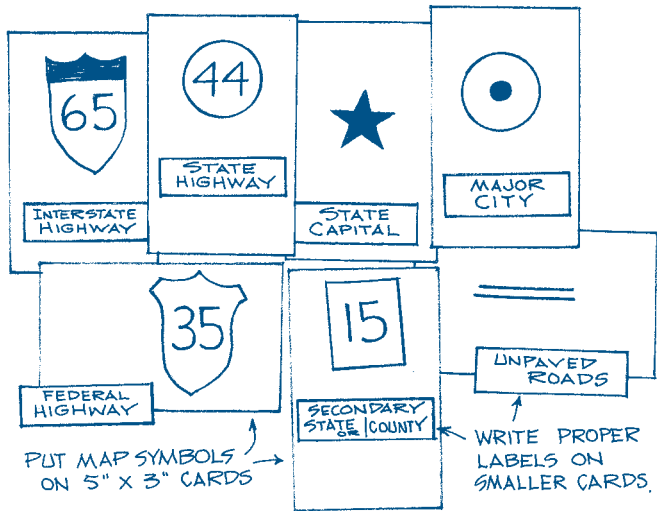 65
INTERSTATE
HIGHWAY
44
STATE
HIGHWAY
STATE
CAPITAL
MAJOR
CITY
35
FEDERAL
HIGHWAY
15
SECONDARY
STATE OR COUNTY
UNPAVED
ROADS
PUT MAP SYMBOLS
ON 5" X 3" CARDS
WRITE PROPER
LABELS ON
SMALLER CARDS.